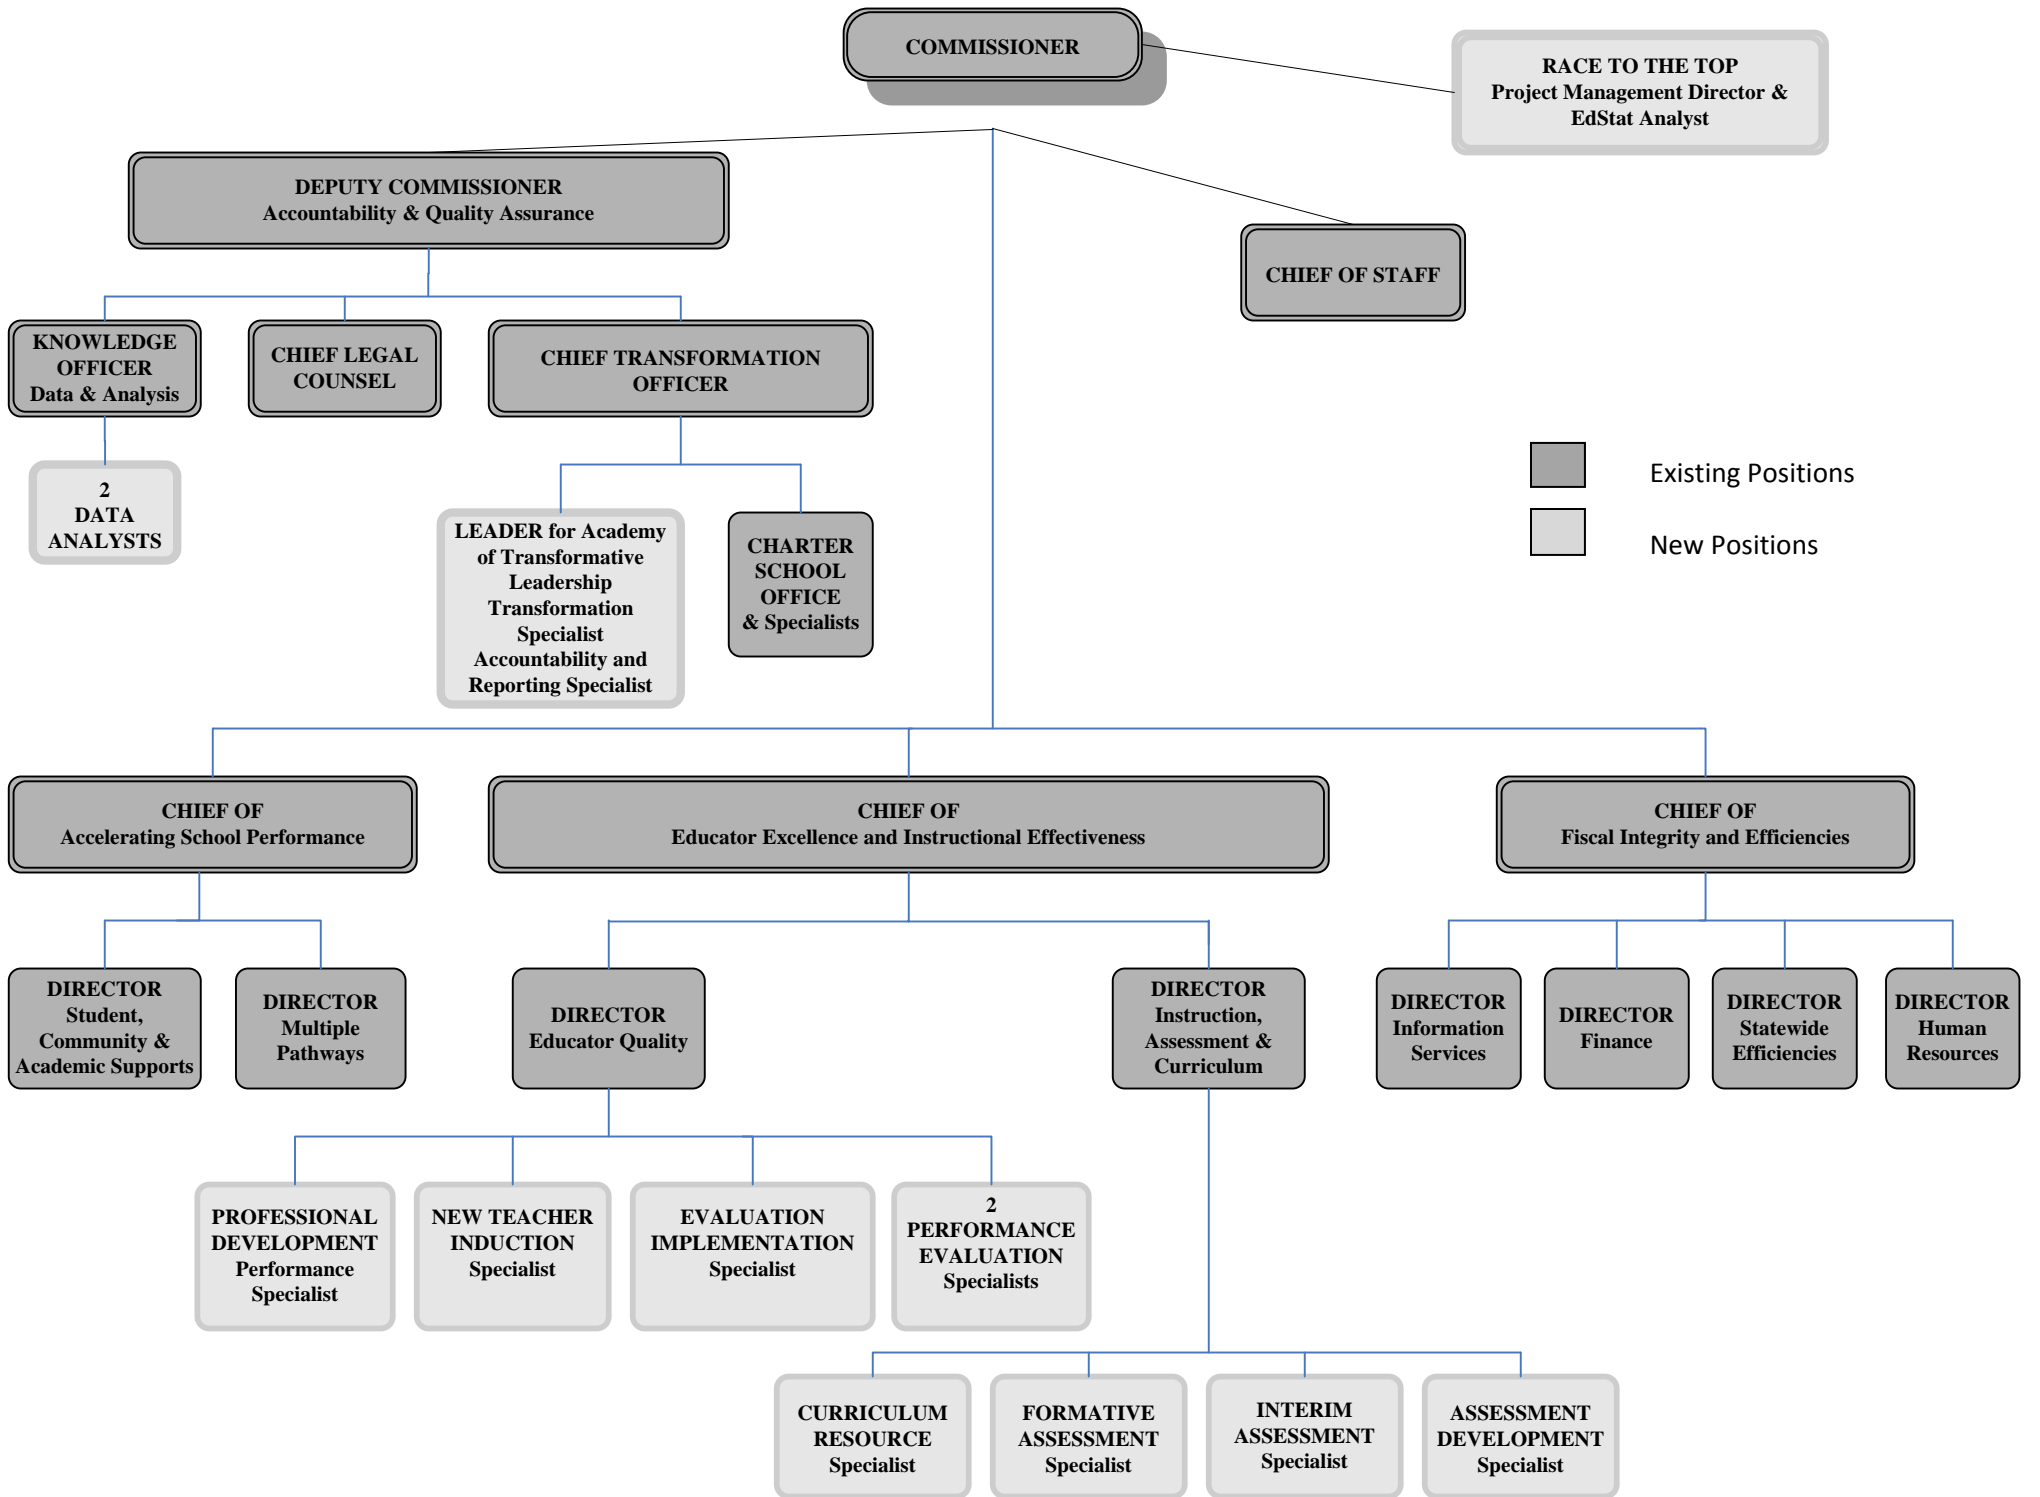 COMMISSIONER
RACE TO THE TOP
Project Management Director &
EdStat Analyst
DEPUTY COMMISSIONER
Accountability & Quality Assurance
CHIEF OF STAFF
KNOWLEDGE
OFFICER
Data & Analysis
CHIEF LEGAL
COUNSEL
CHIEF TRANSFORMATION
OFFICER
Existing Positions
New Positions
2
DATA
ANALYSTS
LEADER for Academy
of Transformative
Leadership
Transformation
Specialist
Accountability and
Reporting Specialist
CHARTER
SCHOOL
OFFICE
& Specialists
CHIEF OF
Accelerating School Performance
CHIEF OF
Educator Excellence and Instructional Effectiveness
CHIEF OF
Fiscal Integrity and Efficiencies
DIRECTOR
Student,
Community &
Academic Supports
DIRECTOR
Multiple
Pathways
DIRECTOR
Educator Quality
DIRECTOR
Instruction,
Assessment &
Curriculum
DIRECTOR
Information
Services
DIRECTOR
Finance
DIRECTOR
Statewide
Efficiencies
DIRECTOR
Human
Resources
PROFESSIONAL
DEVELOPMENT
Performance
Specialist
NEW TEACHER
INDUCTION
Specialist
EVALUATION
IMPLEMENTATION
Specialist
2
PERFORMANCE
EVALUATION
Specialists
CURRICULUM
RESOURCE
Specialist
FORMATIVE
ASSESSMENT
Specialist
INTERIM
ASSESSMENT
Specialist
ASSESSMENT
DEVELOPMENT
Specialist